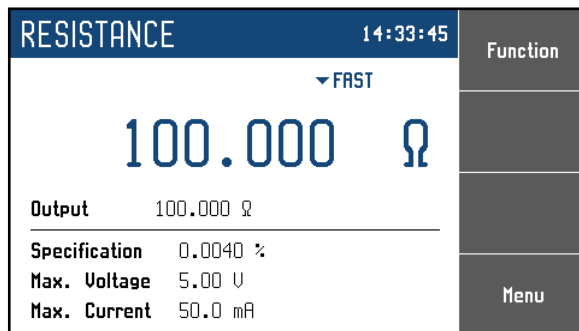 RESISTANCE 14:33:45
Function
▾FAST
100.000 Ω
Output 100.000 Ω
Specification 0.0040 %
Max. Voltage 5.00 V
Max. Current 50.0 mA
Menu